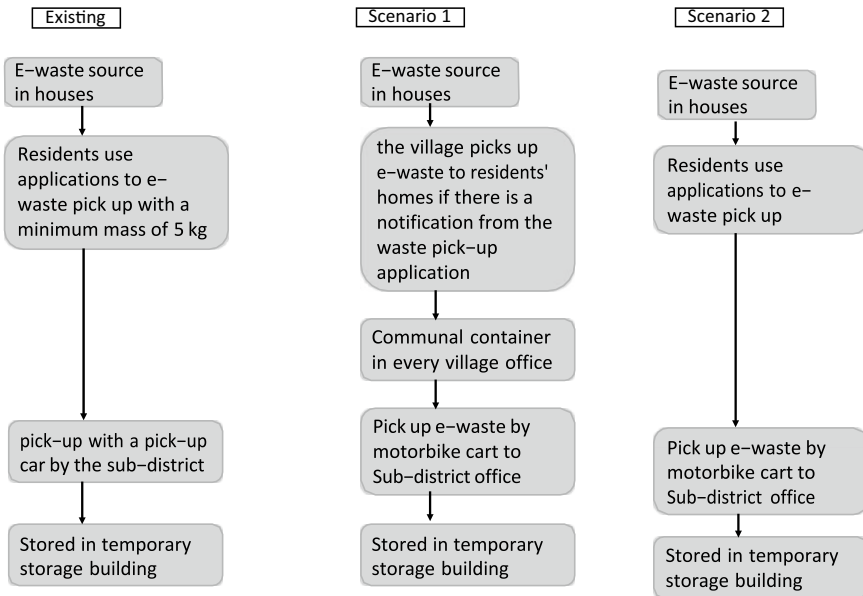 Existing
E−waste source
in houses
Residents use
applications to e−
waste pick up with a
minimum mass of 5 kg
pick−up with a pick−up
car by the sub−district
Stored in temporary
storage building
Scenario 1
E−waste source
in houses
the village picks up
e−waste to residents'
homes if there is a
notification from the
waste pick−up
application
Communal container
in every village office
Pick up e−waste by
motorbike cart to
Sub−district office
Stored in temporary
storage building
Scenario 2
E−waste source
in houses
Residents use
applications to e−
waste pick up
Pick up e−waste by
motorbike cart to
Sub−district office
Stored in temporary
storage building